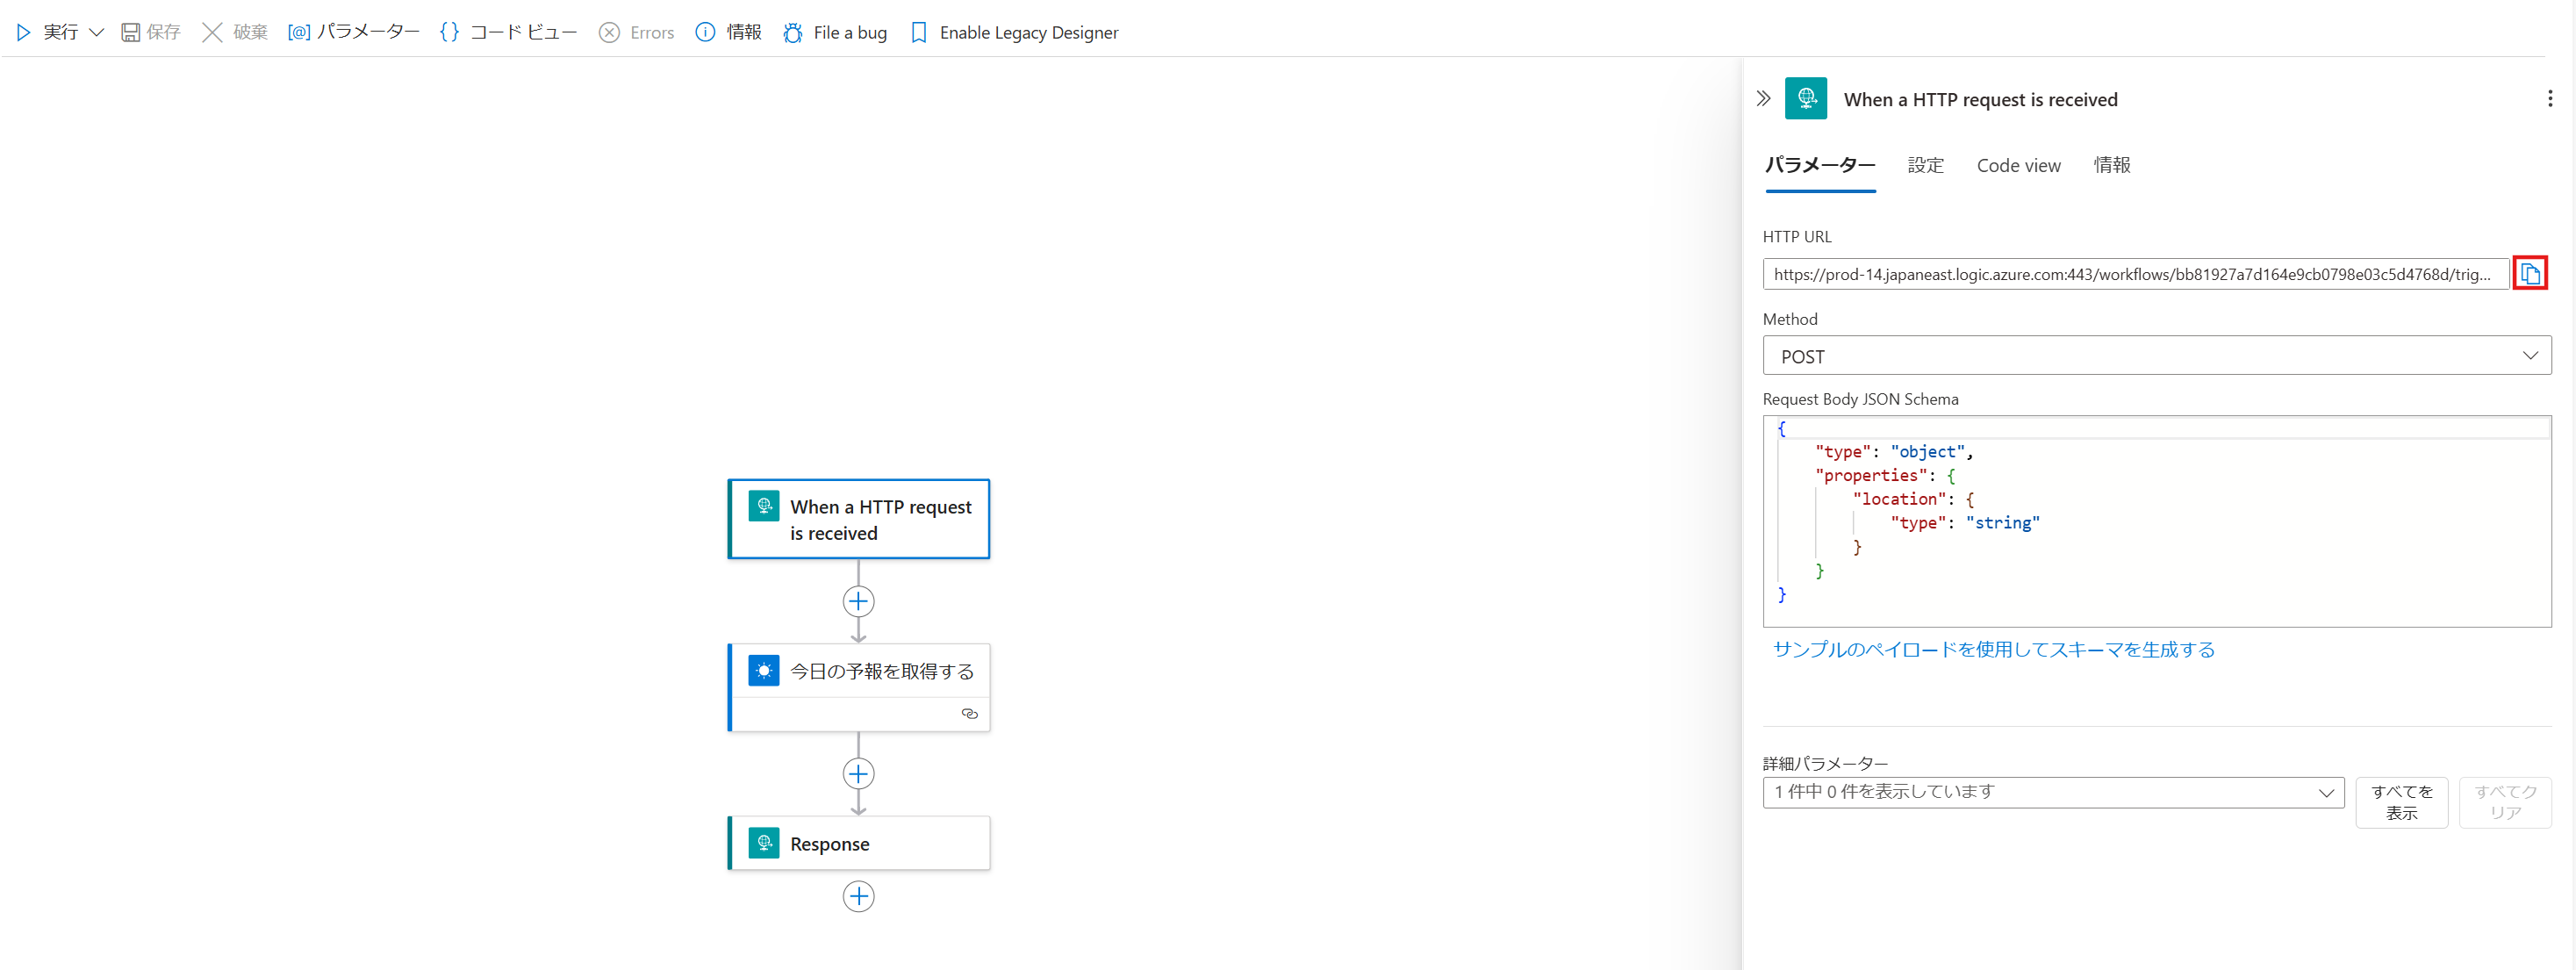 実行
保存
破棄
[@] パラメーター
{} コード ビュー
Errors
情報
File a bug
Enable Legacy Designer
When a HTTP request is received
パラメーター
設定
Code view
情報
HTTP URL
https://prod-14.japaneast.logic.azure.com:443/workflows/bb81927a7d164e9cb0798e03c5d4768d/trig...
Method
POST
Request Body JSON Schema
{
"type": "object",
"properties": {
"location": {
"type": "string"
}
}
}
サンプルのペイロードを使用してスキーマを生成する
詳細パラメーター
1 件中 0 件を表示しています
すべてを
表示
すべてク
リア
When a HTTP request
is received
今日の予報を取得する
Response